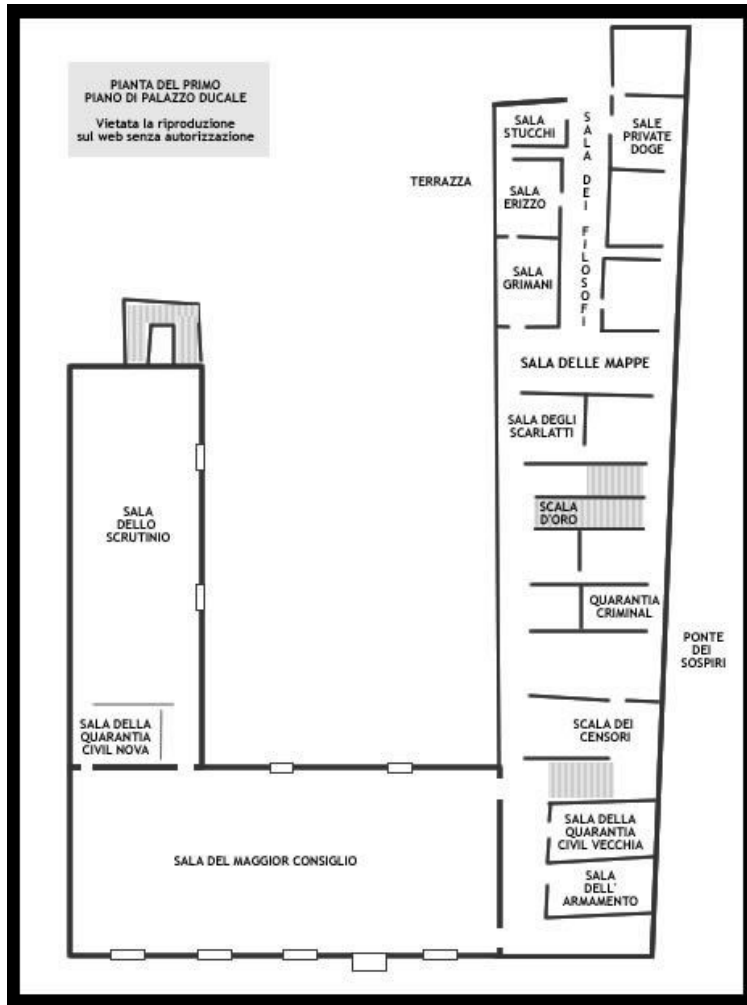 PIANTA DEL PRIMO
PIANO DI PALAZZO DUCALE
Vietata la riproduzione
sul web senza autorizzazione
SALA
STUCCHI
SALA DEI FILOSOFI
SALE
PRIVATE
DOGE
TERRAZZA
SALA
ERIZZO
SALA
GRIMANI
SALA DELLE MAPPE
SALA DEGLI
SCARLATTI
SCALA
D'ORO
SALA
DELLO
SCRUTINIO
QUARANTIA
CRIMINAL
PONTE
DEI
SOSPIRI
SALA DELLA
QUARANTIA
CIVIL NOVA
SCALA DEI
CENSORI
SALA DELLA
QUARANTIA
CIVIL VECCHIA
SALA DEL MAGGIOR CONSIGLIO
SALA
DELL'
ARMAMENTO